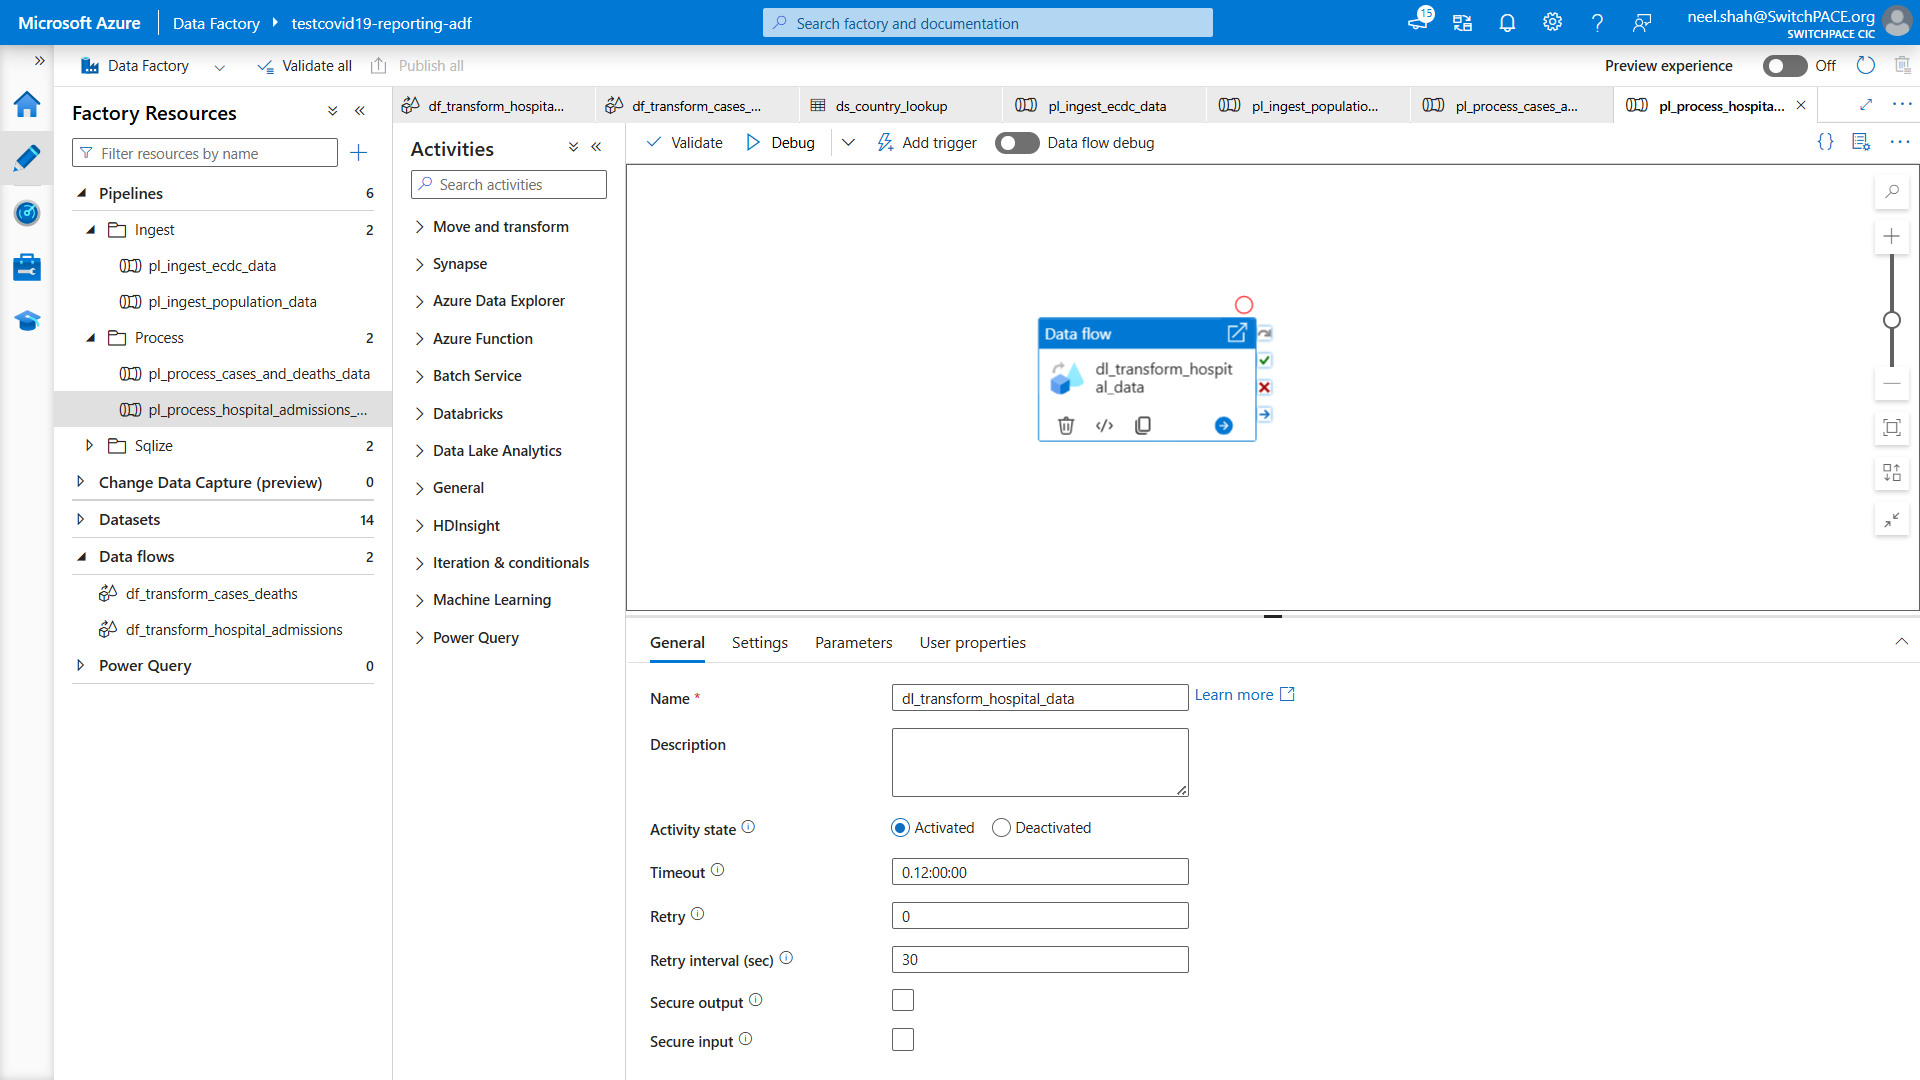 Microsoft Azure
Data Factory
testcovid19-reporting-adf
Search factory and documentation
15
neel.shah@SwitchPACE.org
SWITCHPACE CIC
Data Factory
Validate all
Publish all
Preview experience
Off
Factory Resources
Filter resources by name
Pipelines
6
Ingest
2
pl_ingest_ecdc_data
pl_ingest_population_data
Process
2
pl_process_cases_and_deaths_data
pl_process_hospital_admissions_...
Sqlize
2
Change Data Capture (preview)
0
Datasets
14
Data flows
2
df_transform_cases_deaths
df_transform_hospital_admissions
Power Query
0
df_transform_hospita...
df_transform_cases_...
ds_country_lookup
pl_ingest_ecdc_data
pl_ingest_populatio...
pl_process_cases_a...
pl_process_hospita...
Activities
Search activities
Move and transform
Synapse
Azure Data Explorer
Azure Function
Batch Service
Databricks
Data Lake Analytics
General
HDInsight
Iteration & conditionals
Machine Learning
Power Query
Validate
Debug
Add trigger
Data flow debug
Data flow
dl_transform_hospit
al_data
General
Settings
Parameters
User properties
Name *
dl_transform_hospital_data
Learn more
Description
Activity state
Activated
Deactivated
Timeout
0.12:00:00
Retry
0
Retry interval (sec)
30
Secure output
Secure input